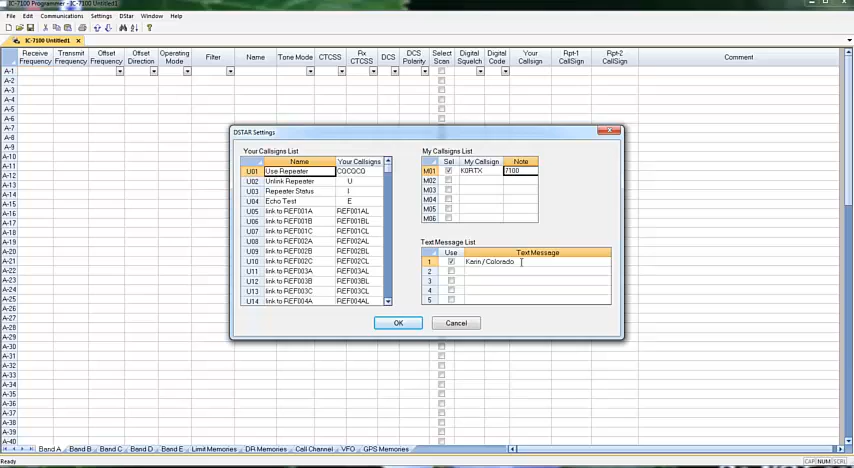 IC-7100 Programmer - IC-7100 Untitled1
File Edit Communications Settings DStar Window Help
IC-7100 Untitled1
Receive Frequency Transmit Frequency Offset Frequency Offset Direction Operating Mode Filter Name Tone Mode CTCSS Rx CTCSS DCS DCS Polarity Select Scan Digital Squelch Digital Code Your Callsign Rpt-1 CallSign Rpt-2 CallSign Comment
A-1
A-2
A-3
A-4
A-5
A-6
A-7
A-8
A-9
A-10
A-11
A-12
A-13
A-14
A-15
A-16
A-17
A-18
A-19
A-20
A-21
A-22
A-23
A-24
A-25
A-26
A-27
A-28
A-29
A-30
A-31
A-32
A-33
A-34
A-35
A-36
A-37
A-38
A-39
A-40
DSTAR Settings
Your Callsigns List
Name Your Callsigns
U01 Use Repeater CQCQCQ
U02 Unlink Repeater U
U03 Repeater Status I
U04 Echo Test E
U05 link to REF001A REF001AL
U06 link to REF001B REF001BL
U07 link to REF001C REF001CL
U08 link to REF002A REF002AL
U09 link to REF002B REF002BL
U10 link to REF002C REF002CL
U11 link to REF003A REF003AL
U12 link to REF003B REF003BL
U13 link to REF003C REF003CL
U14 link to REF004A REF004AL
My Callsigns List
Sel My Callsign Note
M01 K0RTX 7100
M02
M03
M04
M05
M06
Text Message List
Use Text Message
1 Karin / Colorado
2
3
4
5
OK Cancel
Band A Band B Band C Band D Band E Limit Memories DR Memories Call Channel VFO GPS Memories
Ready CAP NUM SCRL